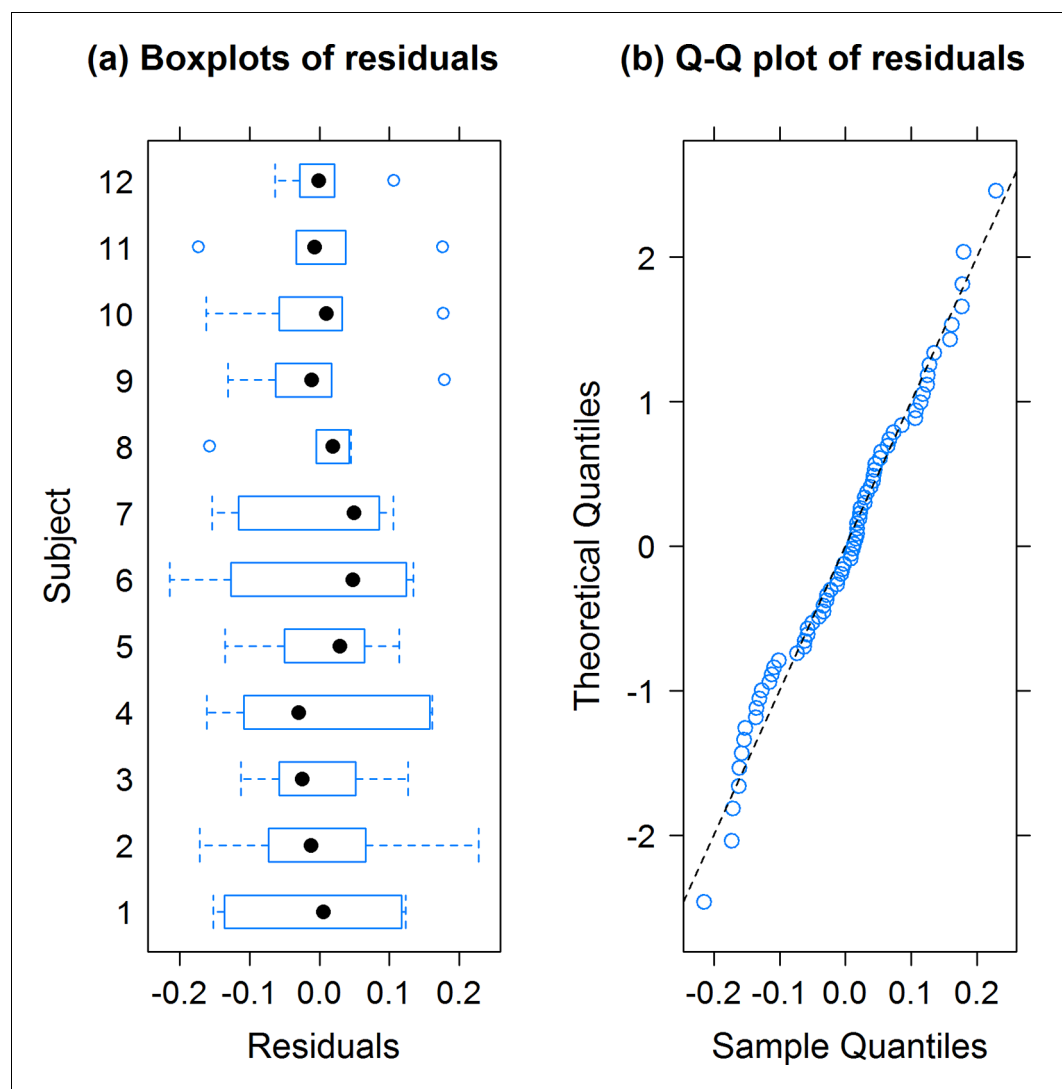 (a) Boxplots of residuals
Subject
12
11
10
9
8
7
6
5
4
3
2
1
-0.2 -0.1 0.0 0.1 0.2
Residuals
(b) Q-Q plot of residuals
Theoretical Quantiles
2
1
0
-1
-2
-0.2 -0.1 0.0 0.1 0.2
Sample Quantiles